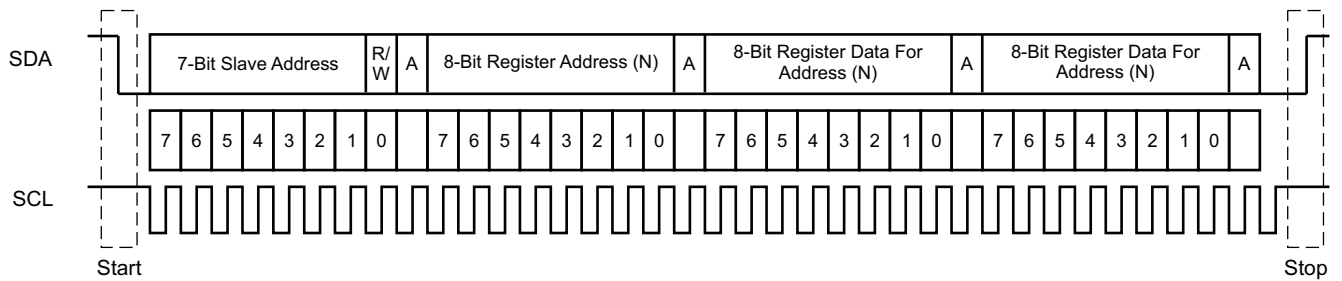 SDA
7-Bit Slave Address
R/
W
A
8-Bit Register Address (N)
A
8-Bit Register Data For
Address (N)
A
8-Bit Register Data For
Address (N)
A
7 6 5 4 3 2 1 0 7 6 5 4 3 2 1 0 7 6 5 4 3 2 1 0 7 6 5 4 3 2 1 0
SCL
Start
Stop